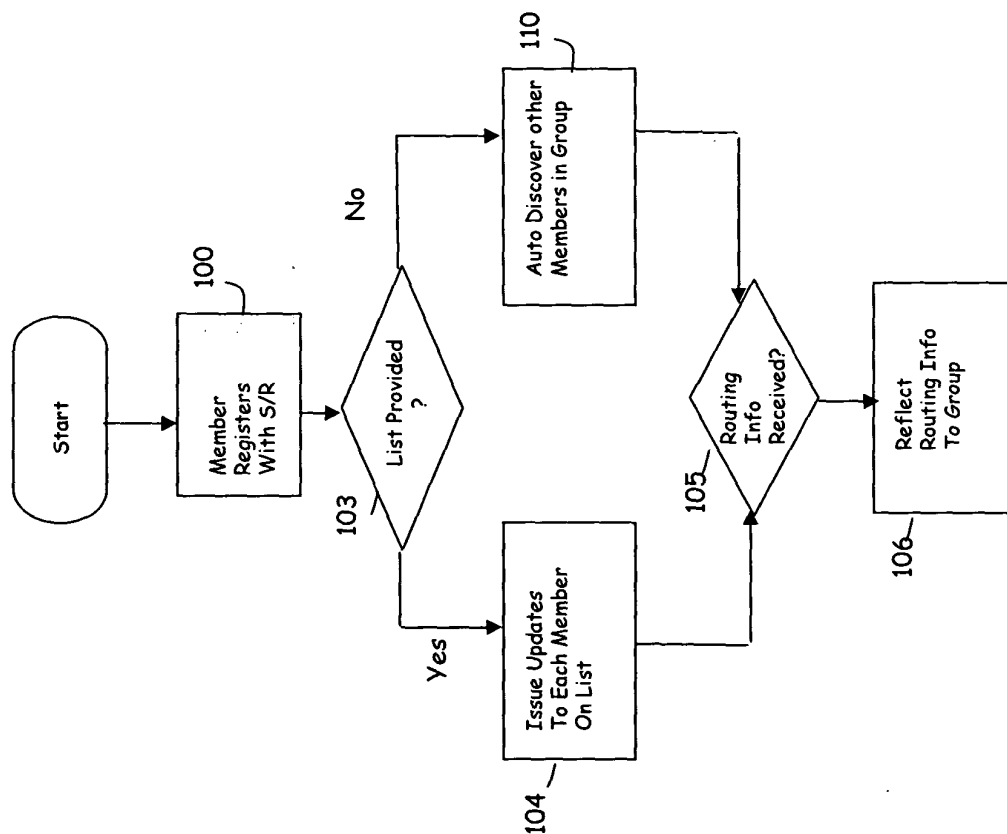 Start
100
Member
Registers
With S/R
103
List Provided
?
Yes
No
104
Issue Updates
To Each Member
On List
110
Auto Discover other
Members in Group
105
Routing
Info
Received?
106
Reflect
Routing Info
To Group